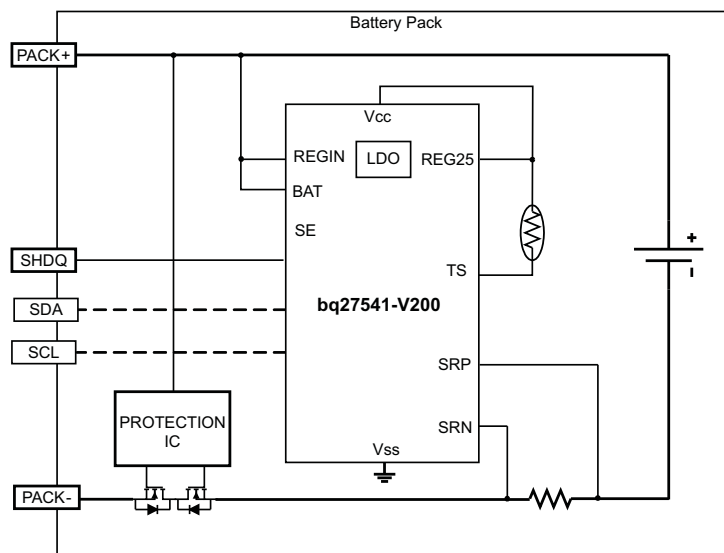 Battery Pack
PACK+
Vcc
REGIN
LDO
REG25
BAT
SE
SHDQ
TS
+
-
SDA
bq27541-V200
SCL
SRP
PROTECTION
IC
SRN
Vss
PACK-